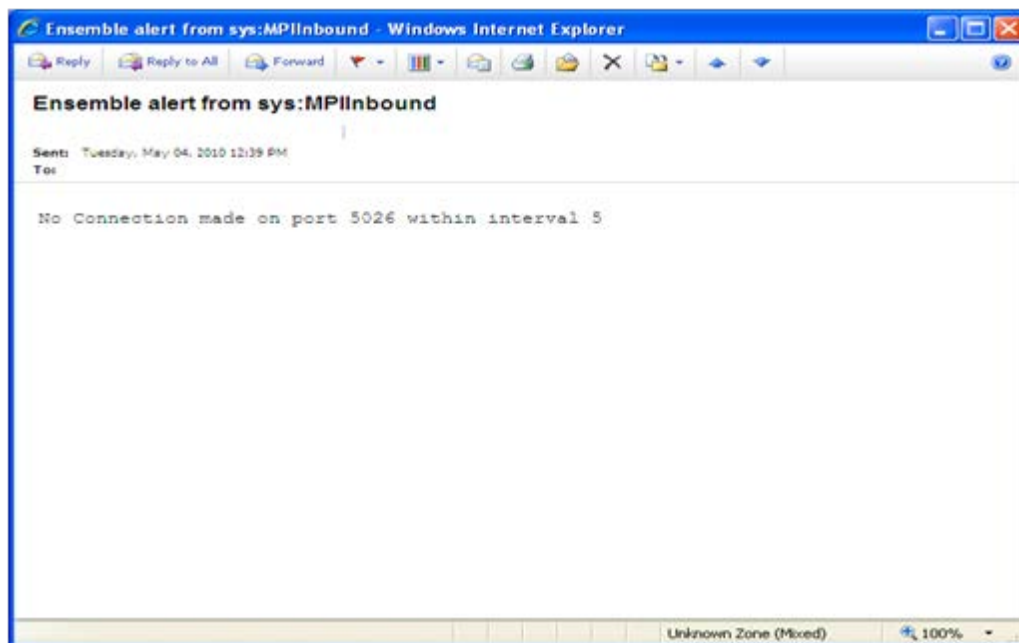 Ensemble alert from sys:MPIInbound - Windows Internet Explorer
Reply Reply to All Forward
Ensemble alert from sys:MPIInbound
Sent: Tuesday, May 04, 2010 12:39 PM
To:
No Connection made on port 5026 within interval 5
Unknown Zone (Mixed) 100%